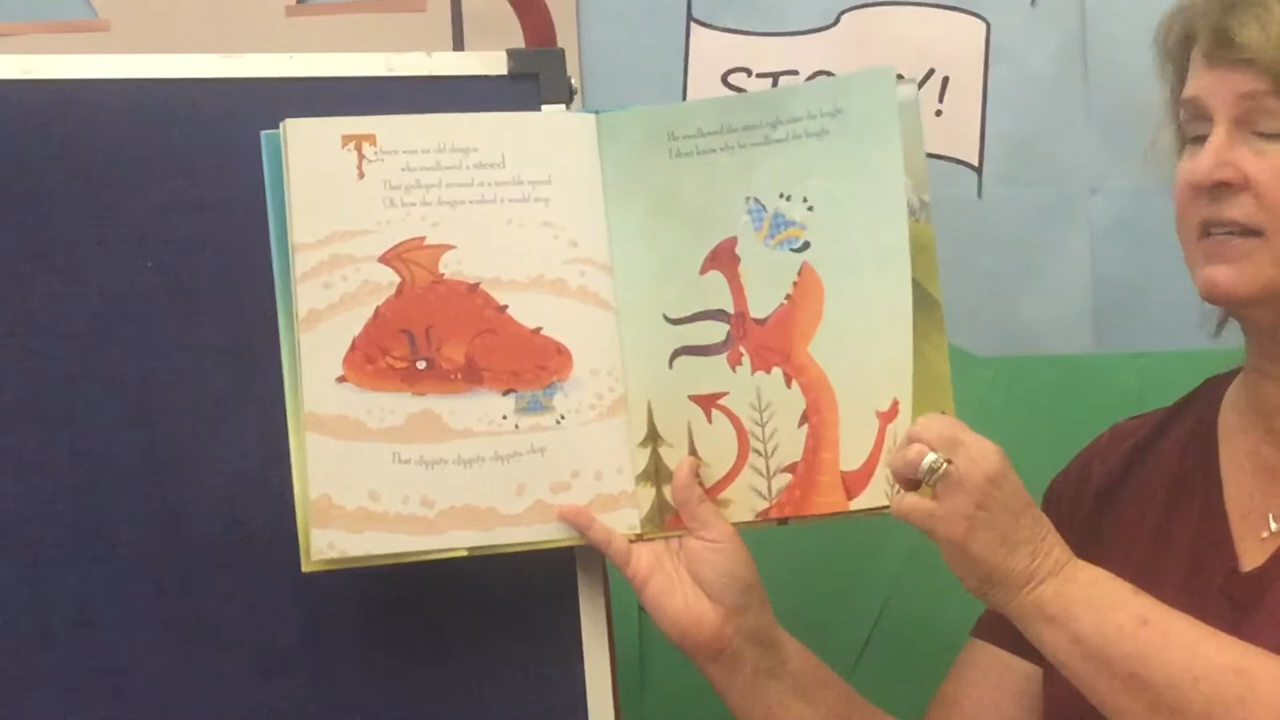 STORY!
There was an old dragon
who swallowed a steed
That galloped around at a terrible speed.
Oh, how the dragon wished it would stop
That clippity, clippity, clippity clop.
He swallowed the steed right after the knight.
I don't know why he swallowed the knight.